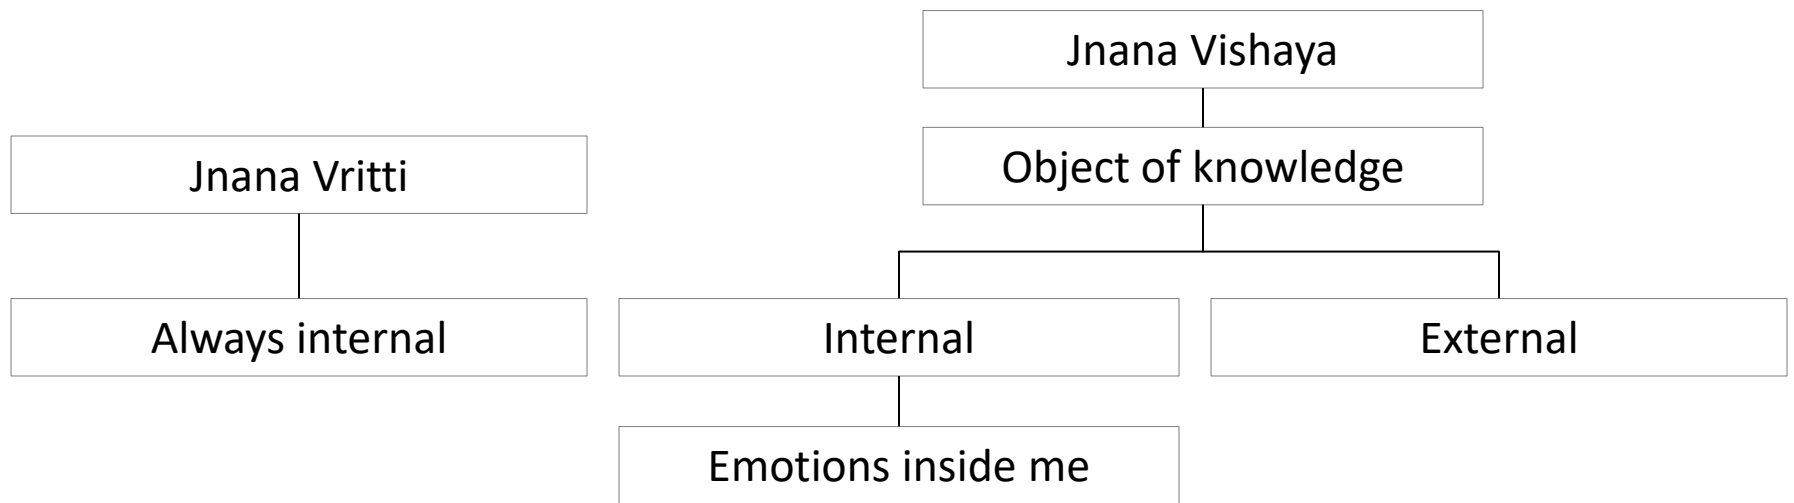 Jnana Vritti
Always internal
Jnana Vishaya
Object of knowledge
Internal
External
Emotions inside me